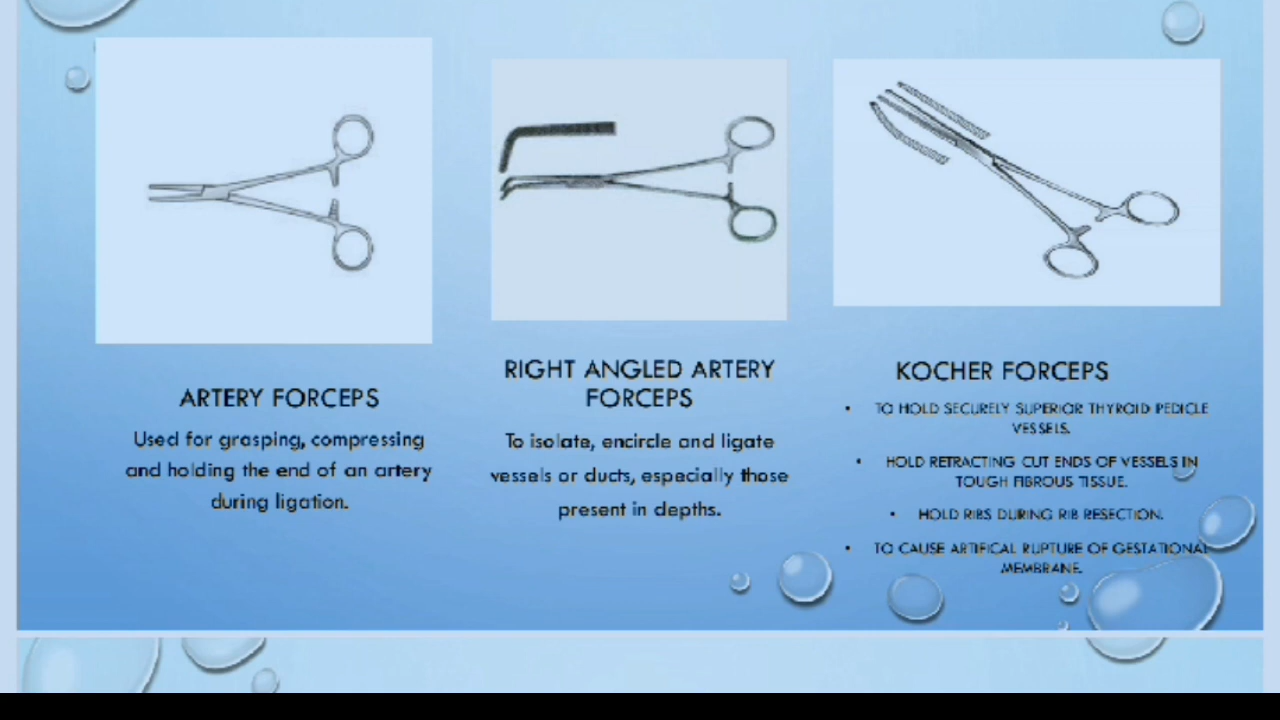 ARTERY FORCEPS
Used for grasping, compressing
and holding the end of an artery
during ligation.
RIGHT ANGLED ARTERY
FORCEPS
To isolate, encircle and ligate
vessels or ducts, especially those
present in depths.
KOCHER FORCEPS
• TO HOLD SECURELY SUPERIOR THYROID PEDICLE
VESSELS.
• HOLD RETRACTING CUT ENDS OF VESSELS IN
TOUGH FIBROUS TISSUE.
• HOLD RIBS DURING RIB RESECTION.
• TO CAUSE ARTIFICAL RUPTURE OF GESTATIONAL
MEMBRANE.